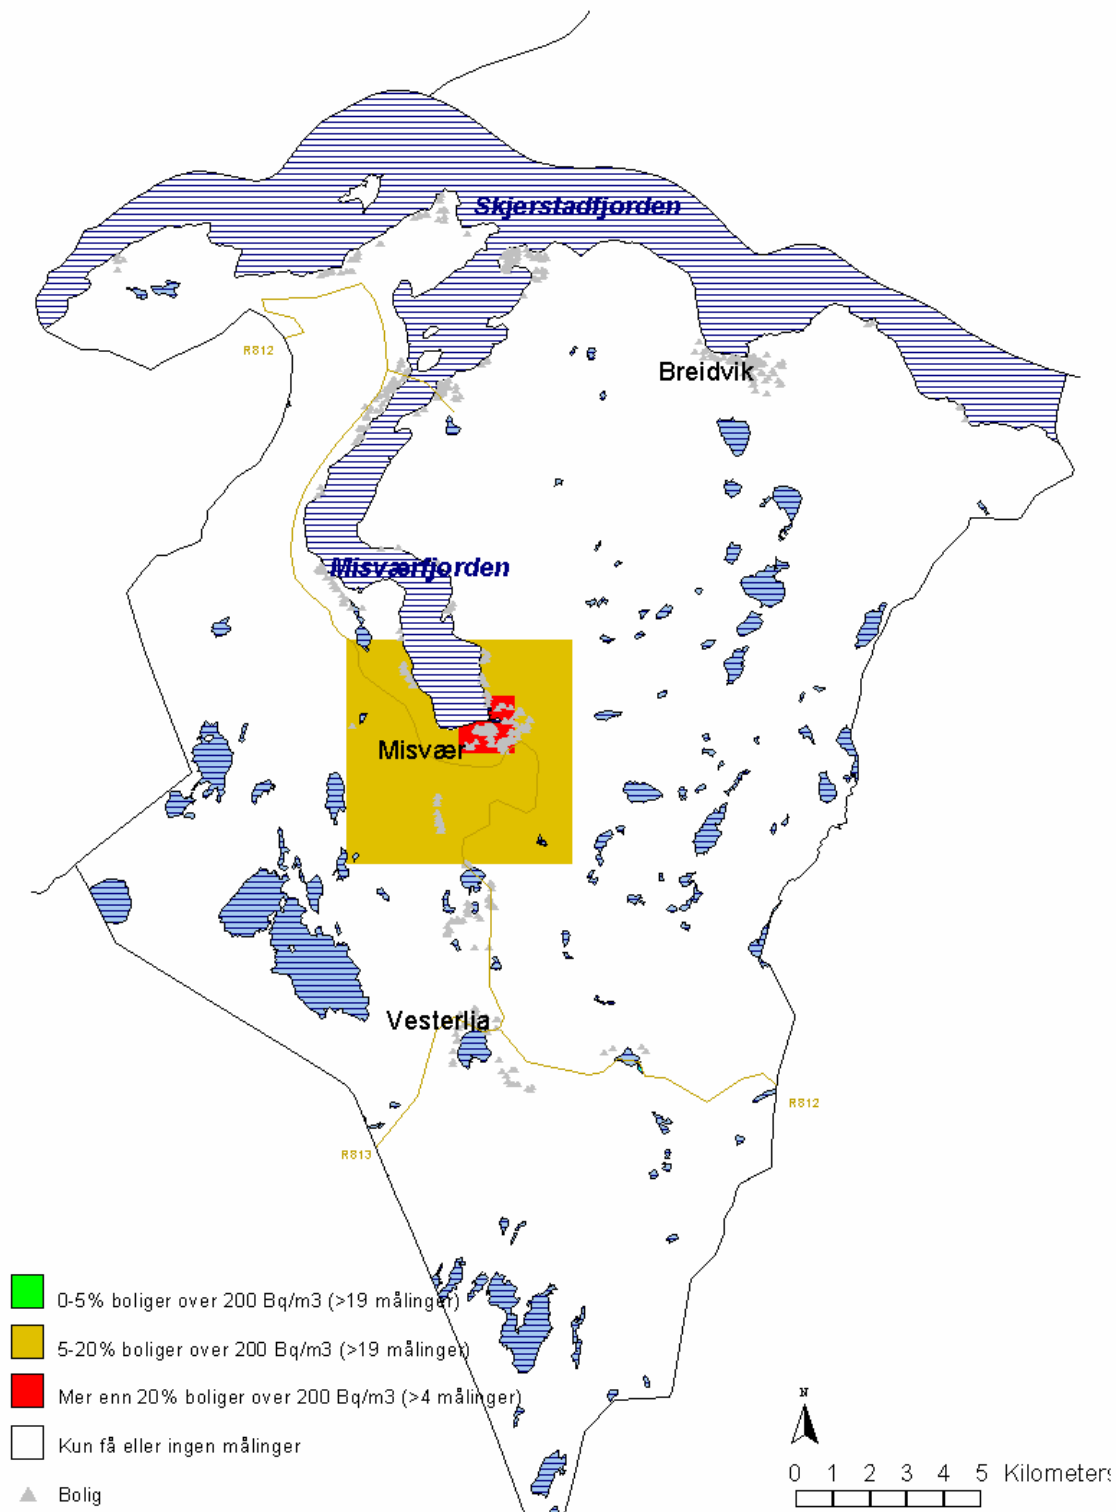 Skjerstadfjorden
R812
Breidvik
Misværfjorden
Misvær
Vesterlia
R812
R813
0-5% boliger over 200 Bq/m3 (>19 målinger)
5-20% boliger over 200 Bq/m3 (>19 målinger)
Mer enn 20% boliger over 200 Bq/m3 (>4 målinger)
Kun få eller ingen målinger
Bolig
N
0 1 2 3 4 5 Kilometers